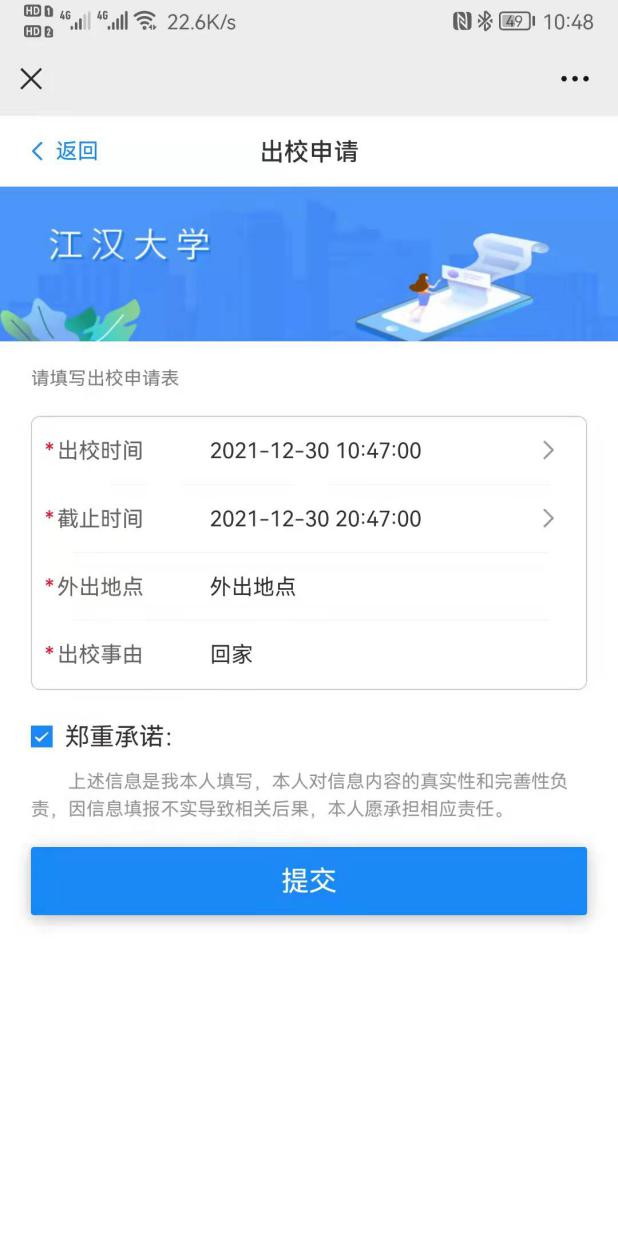 HD 1 4G 4G 22.6K/s 49 10:48
HD 2
返回 出校申请
江汉大学
请填写出校申请表
*出校时间 2021-12-30 10:47:00
*截止时间 2021-12-30 20:47:00
*外出地点 外出地点
*出校事由 回家
郑重承诺:
上述信息是我本人填写，本人对信息内容的真实性和完善性负
责，因信息填报不实导致相关后果，本人愿承担相应责任。
提交